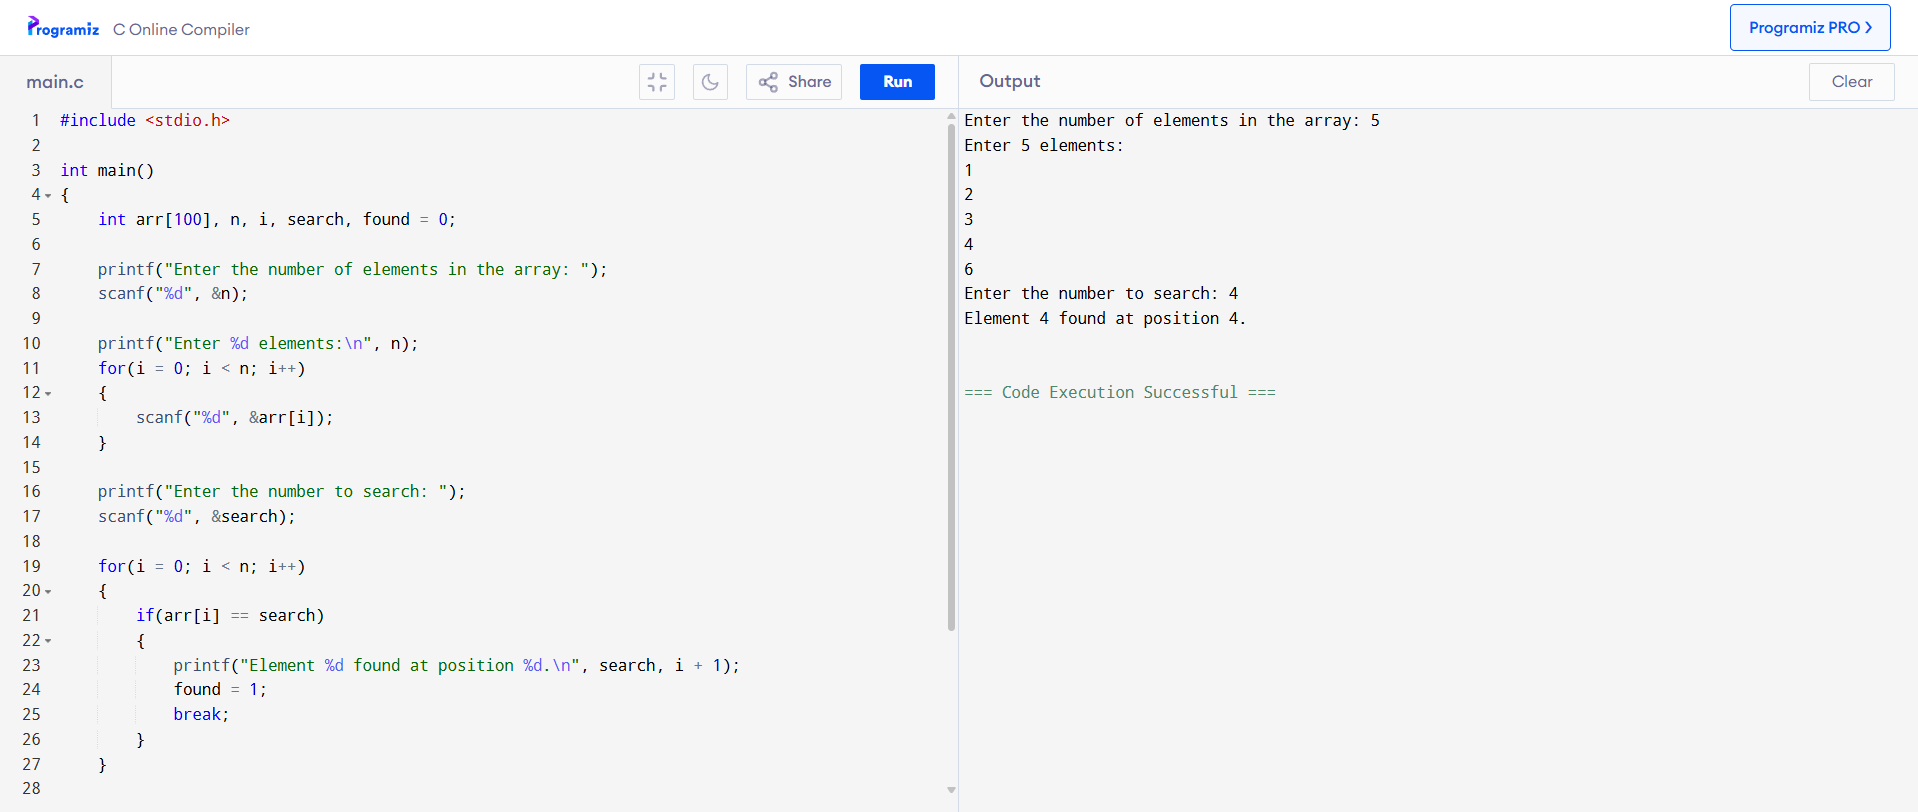 Programiz C Online Compiler Programiz PRO >
main.c Share Run Output Clear
1 #include <stdio.h>
2
3 int main()
4 {
5     int arr[100], n, i, search, found = 0;
6
7     printf("Enter the number of elements in the array: ");
8     scanf("%d", &n);
9
10     printf("Enter %d elements:\n", n);
11     for(i = 0; i < n; i++)
12     {
13         scanf("%d", &arr[i]);
14     }
15
16     printf("Enter the number to search: ");
17     scanf("%d", &search);
18
19     for(i = 0; i < n; i++)
20     {
21         if(arr[i] == search)
22         {
23             printf("Element %d found at position %d.\n", search, i + 1);
24             found = 1;
25             break;
26         }
27     }
28
Enter the number of elements in the array: 5
Enter 5 elements:
1
2
3
4
6
Enter the number to search: 4
Element 4 found at position 4.
=== Code Execution Successful ===